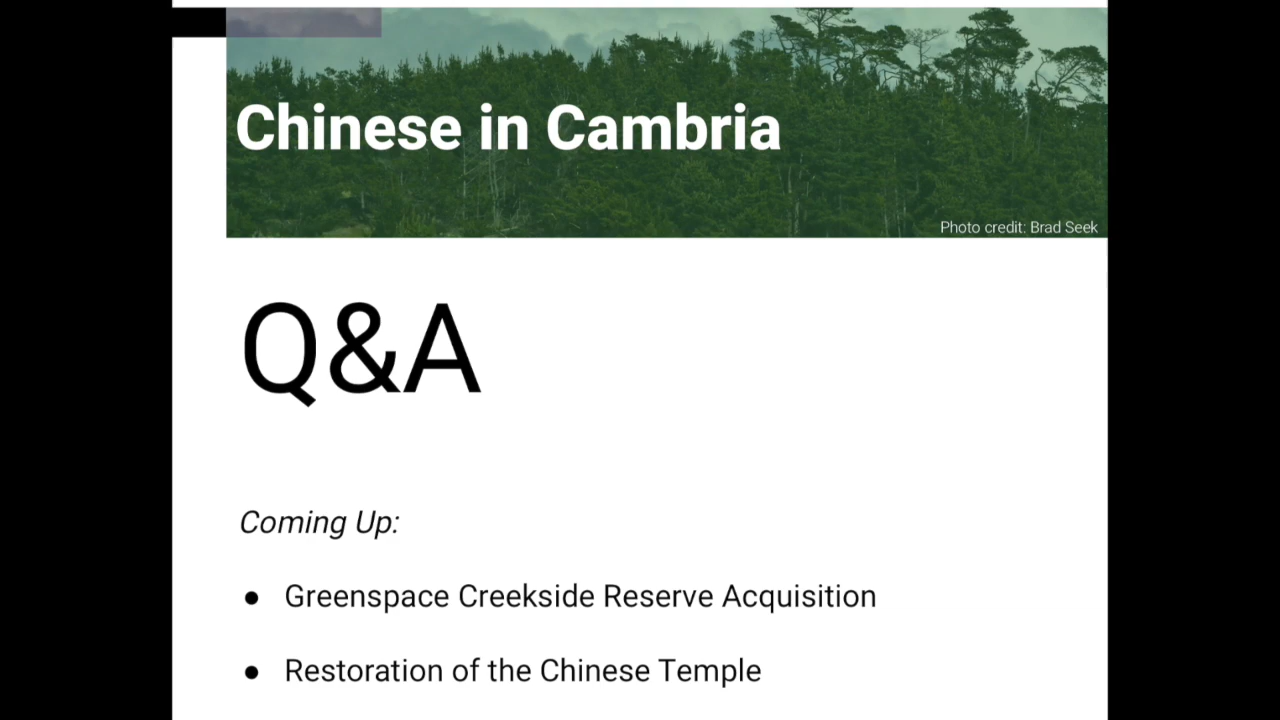 Chinese in Cambria
Photo credit: Brad Seek
Q&A
Coming Up:
● Greenspace Creekside Reserve Acquisition
● Restoration of the Chinese Temple